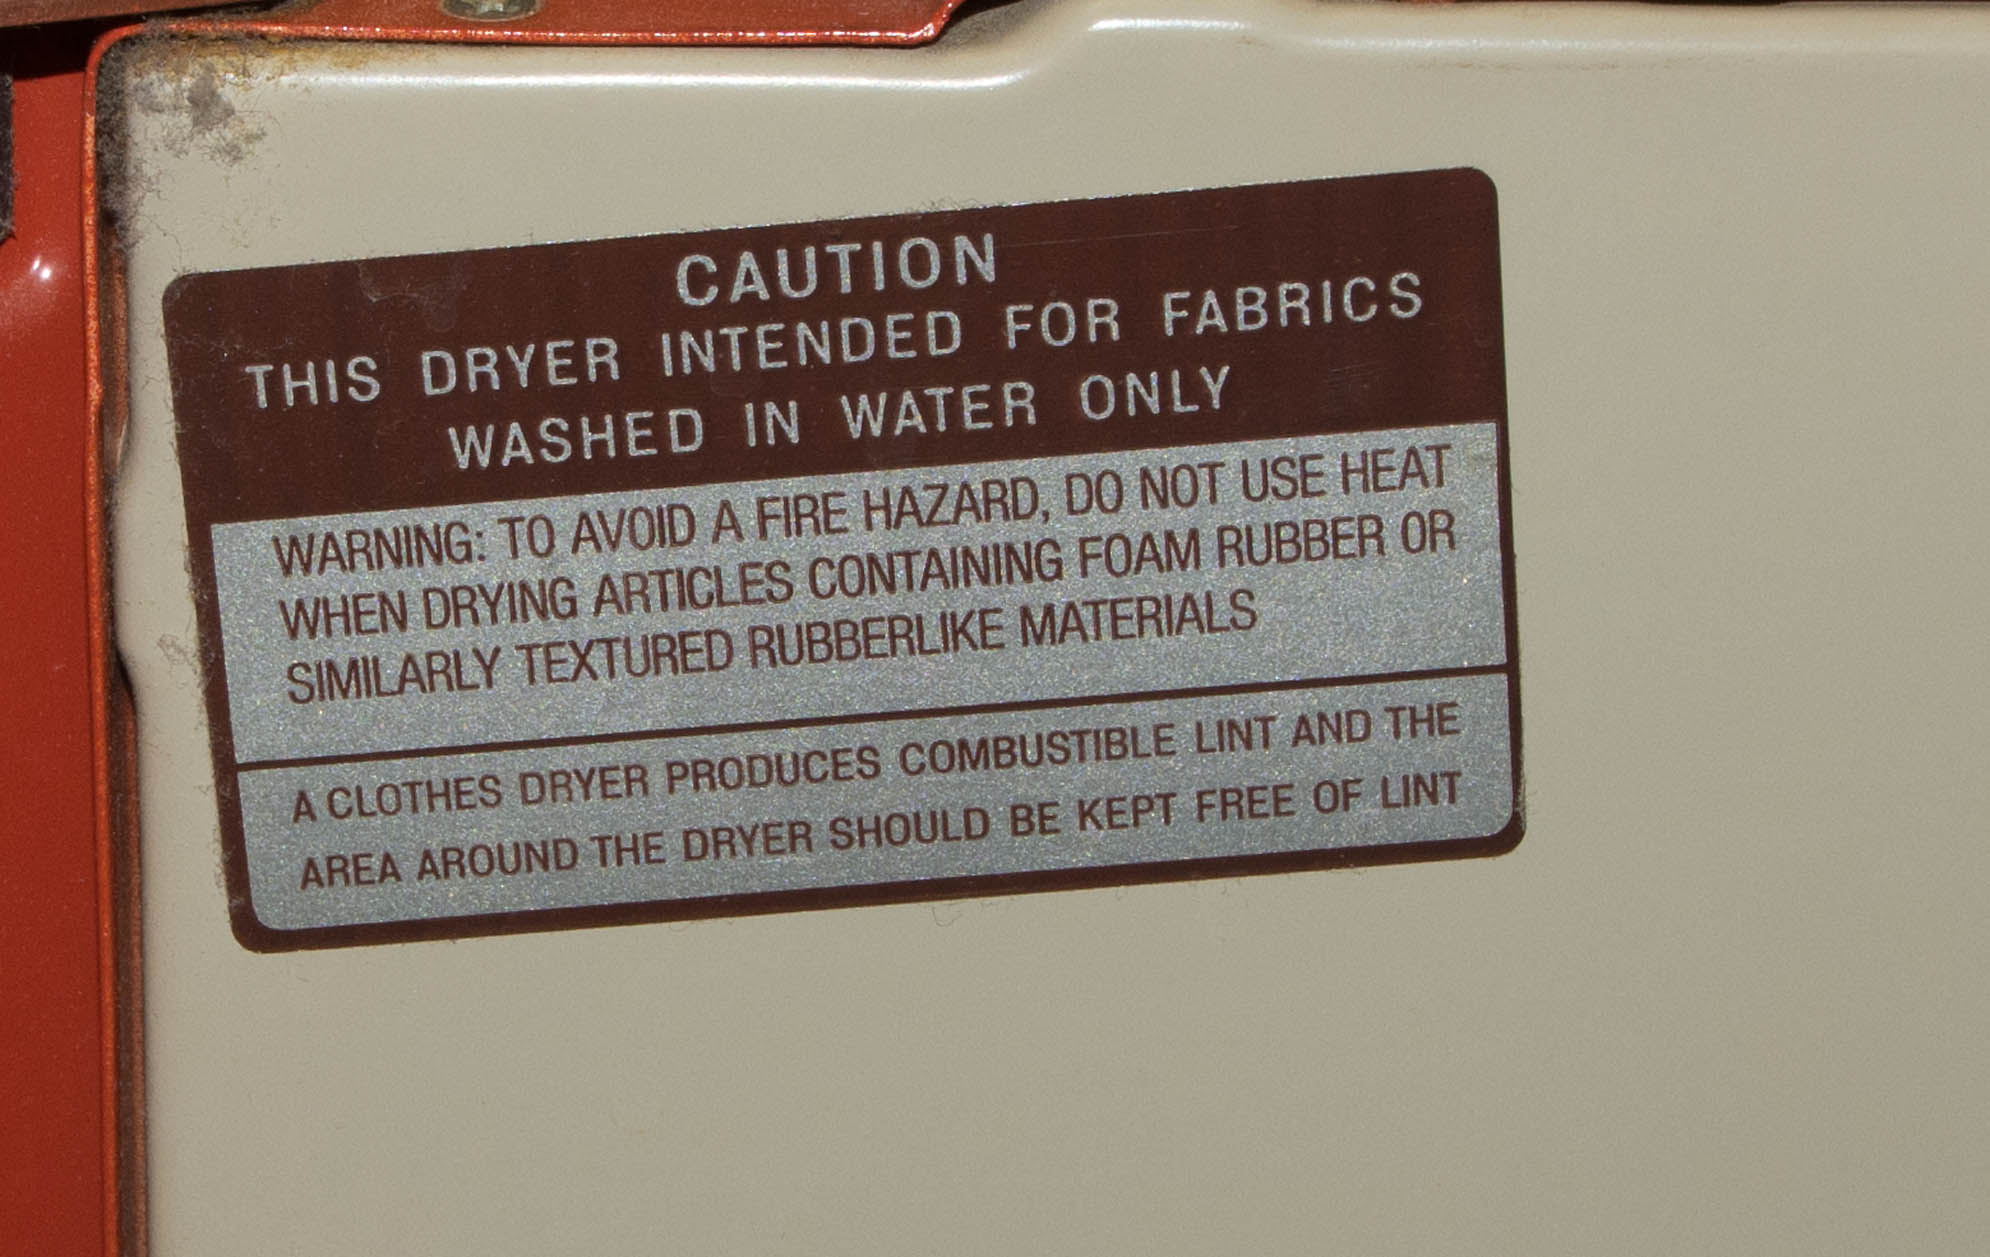 CAUTION
THIS DRYER INTENDED FOR FABRICS
WASHED IN WATER ONLY
WARNING: TO AVOID A FIRE HAZARD, DO NOT USE HEAT
WHEN DRYING ARTICLES CONTAINING FOAM RUBBER OR
SIMILARLY TEXTURED RUBBERLIKE MATERIALS
A CLOTHES DRYER PRODUCES COMBUSTIBLE LINT AND THE
AREA AROUND THE DRYER SHOULD BE KEPT FREE OF LINT